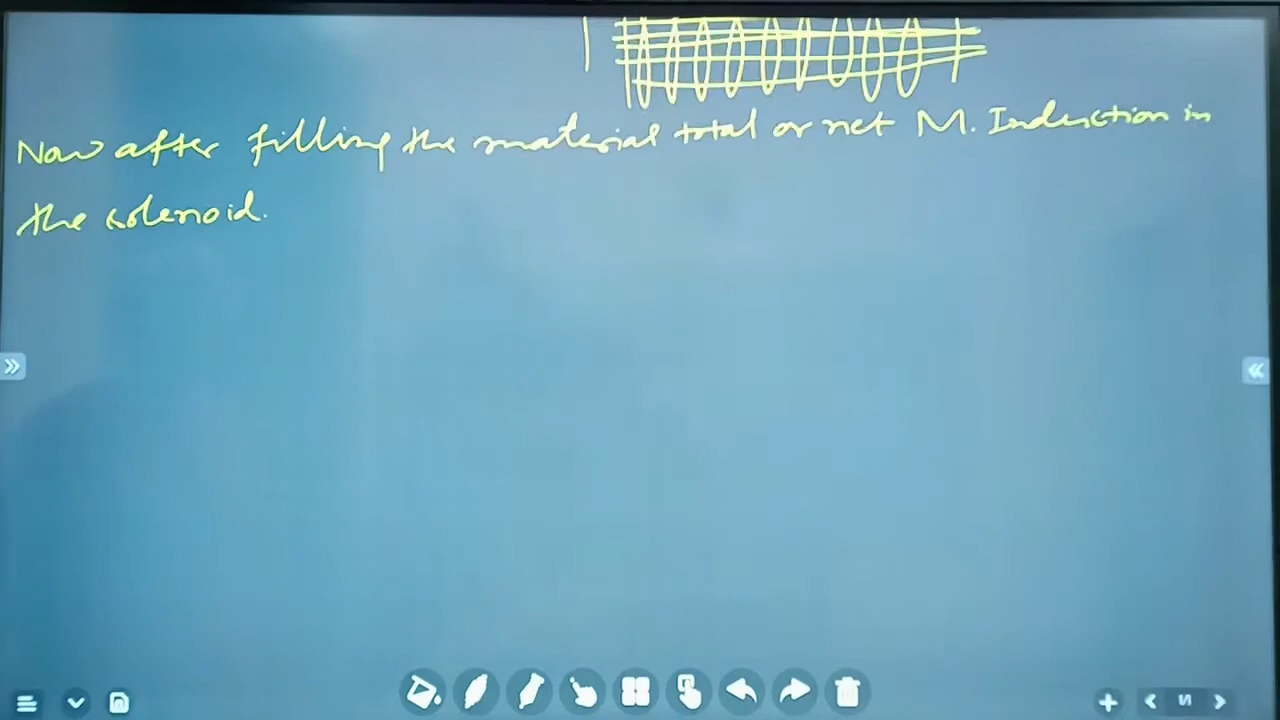 Now after filling the material total or net M. Induction in
the solenoid.